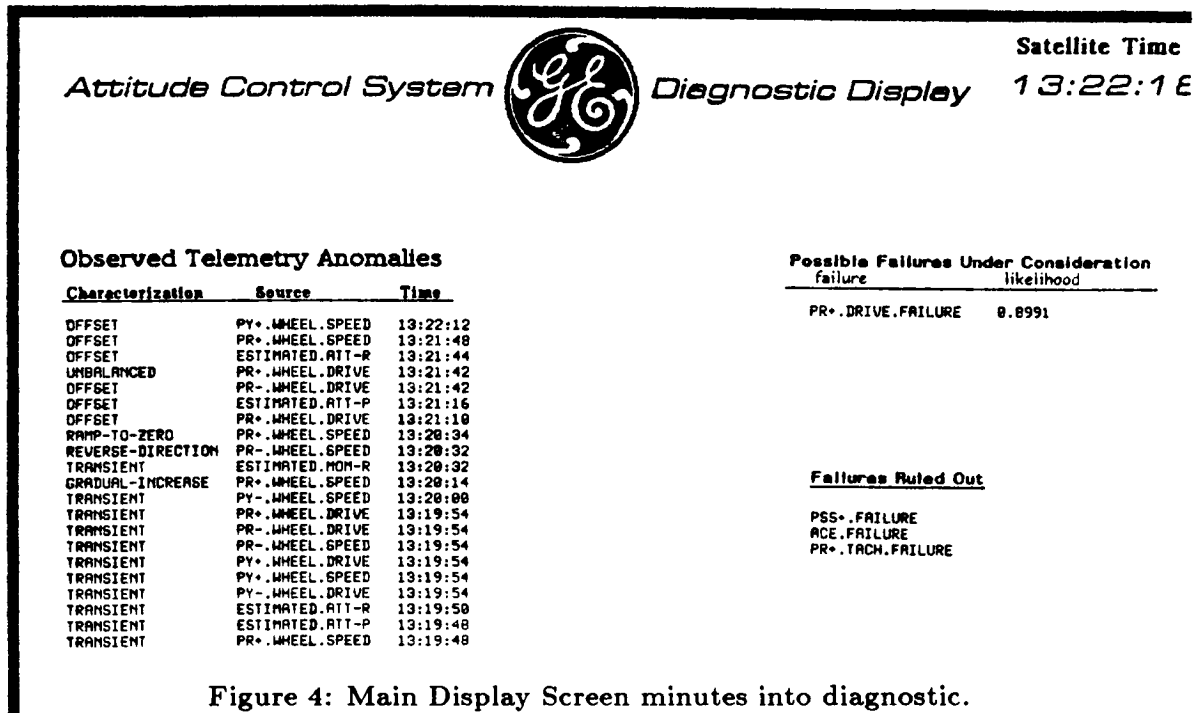 Satellite Time
Attitude Control System GE Diagnostic Display 13:22:18
Observed Telemetry Anomalies
Characterization Source Time
OFFSET PY+.WHEEL.SPEED 13:22:12
OFFSET PR+.WHEEL.SPEED 13:21:48
OFFSET ESTIMATED.ATT-R 13:21:44
UNBALANCED PR+.WHEEL.DRIVE 13:21:42
OFFSET PR-.WHEEL.DRIVE 13:21:42
OFFSET ESTIMATED.ATT-P 13:21:16
OFFSET PR+.WHEEL.DRIVE 13:21:10
RAMP-TO-ZERO PR+.WHEEL.SPEED 13:20:34
REVERSE-DIRECTION PR-.WHEEL.SPEED 13:20:32
TRANSIENT ESTIMATED.MOM-R 13:20:32
GRADUAL-INCREASE PR+.WHEEL.SPEED 13:20:14
TRANSIENT PY-.WHEEL.SPEED 13:20:00
TRANSIENT PR+.WHEEL.DRIVE 13:19:54
TRANSIENT PR-.WHEEL.DRIVE 13:19:54
TRANSIENT PR-.WHEEL.SPEED 13:19:54
TRANSIENT PY+.WHEEL.DRIVE 13:19:54
TRANSIENT PY+.WHEEL.SPEED 13:19:54
TRANSIENT PY-.WHEEL.DRIVE 13:19:54
TRANSIENT ESTIMATED.ATT-R 13:19:50
TRANSIENT ESTIMATED.ATT-P 13:19:48
TRANSIENT PR+.WHEEL.SPEED 13:19:48
Possible Failures Under Consideration
failure likelihood
PR+.DRIVE.FAILURE 0.8991
Failures Ruled Out
PSS+.FAILURE
ACE.FAILURE
PR+.TACH.FAILURE
Figure 4: Main Display Screen minutes into diagnostic.